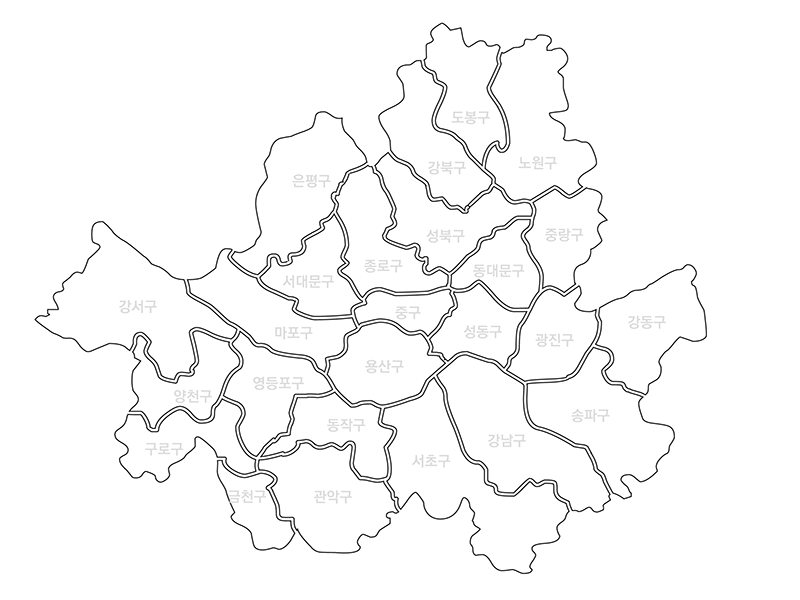 도봉구
강북구
노원구
은평구
성북구
중랑구
종로구
동대문구
서대문구
강서구
중구
마포구
성동구
강동구
광진구
용산구
영등포구
양천구
송파구
동작구
강남구
구로구
서초구
금천구
관악구